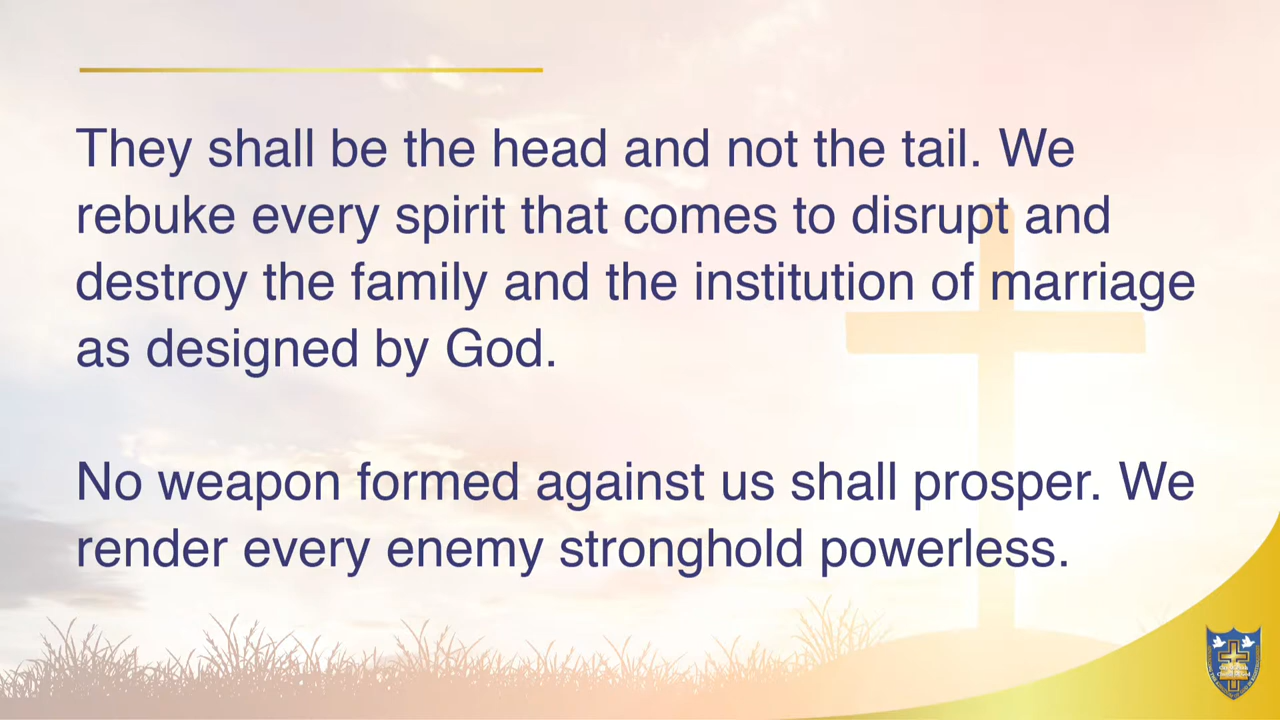 They shall be the head and not the tail. We
rebuke every spirit that comes to disrupt and
destroy the family and the institution of marriage
as designed by God.
No weapon formed against us shall prosper. We
render every enemy stronghold powerless.